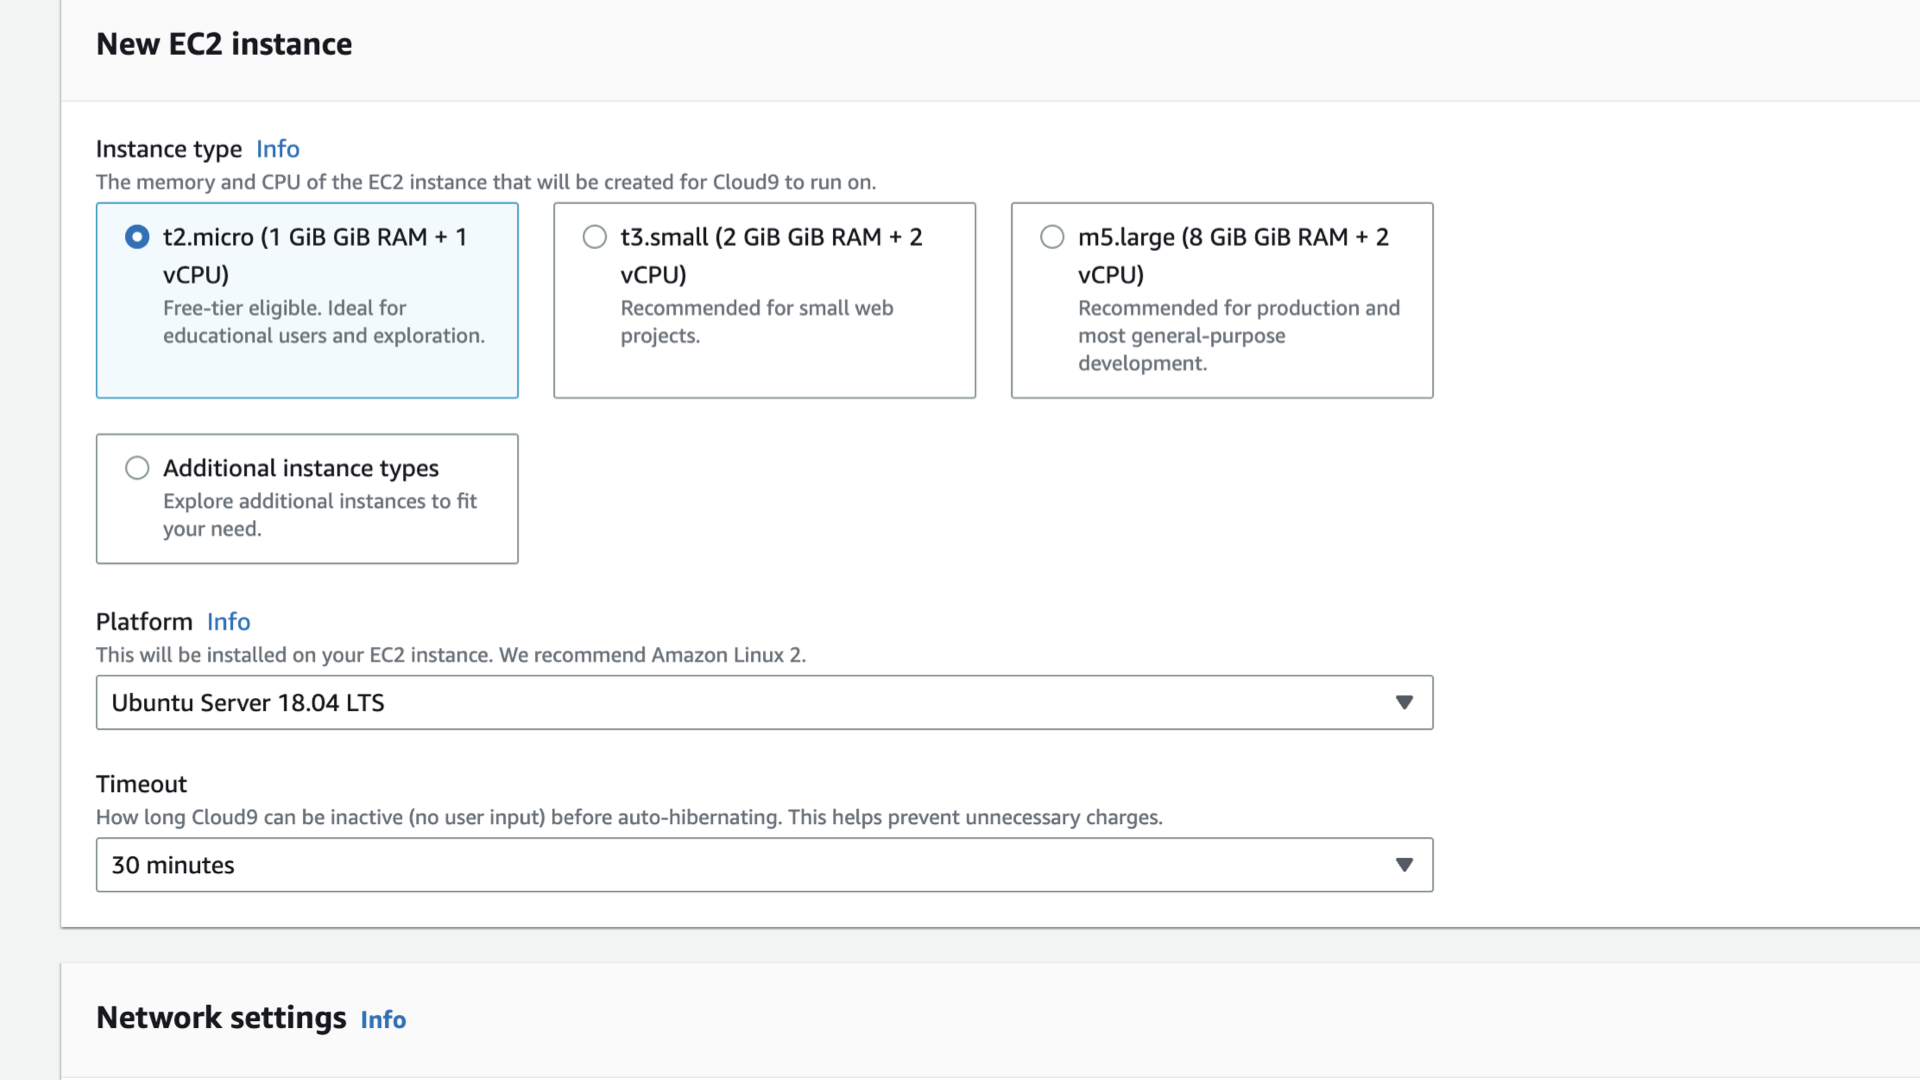 New EC2 instance
Instance type Info
The memory and CPU of the EC2 instance that will be created for Cloud9 to run on.
t2.micro (1 GiB GiB RAM + 1
vCPU)
Free-tier eligible. Ideal for
educational users and exploration.
t3.small (2 GiB GiB RAM + 2
vCPU)
Recommended for small web
projects.
m5.large (8 GiB GiB RAM + 2
vCPU)
Recommended for production and
most general-purpose
development.
Additional instance types
Explore additional instances to fit
your need.
Platform Info
This will be installed on your EC2 instance. We recommend Amazon Linux 2.
Ubuntu Server 18.04 LTS
Timeout
How long Cloud9 can be inactive (no user input) before auto-hibernating. This helps prevent unnecessary charges.
30 minutes
Network settings Info